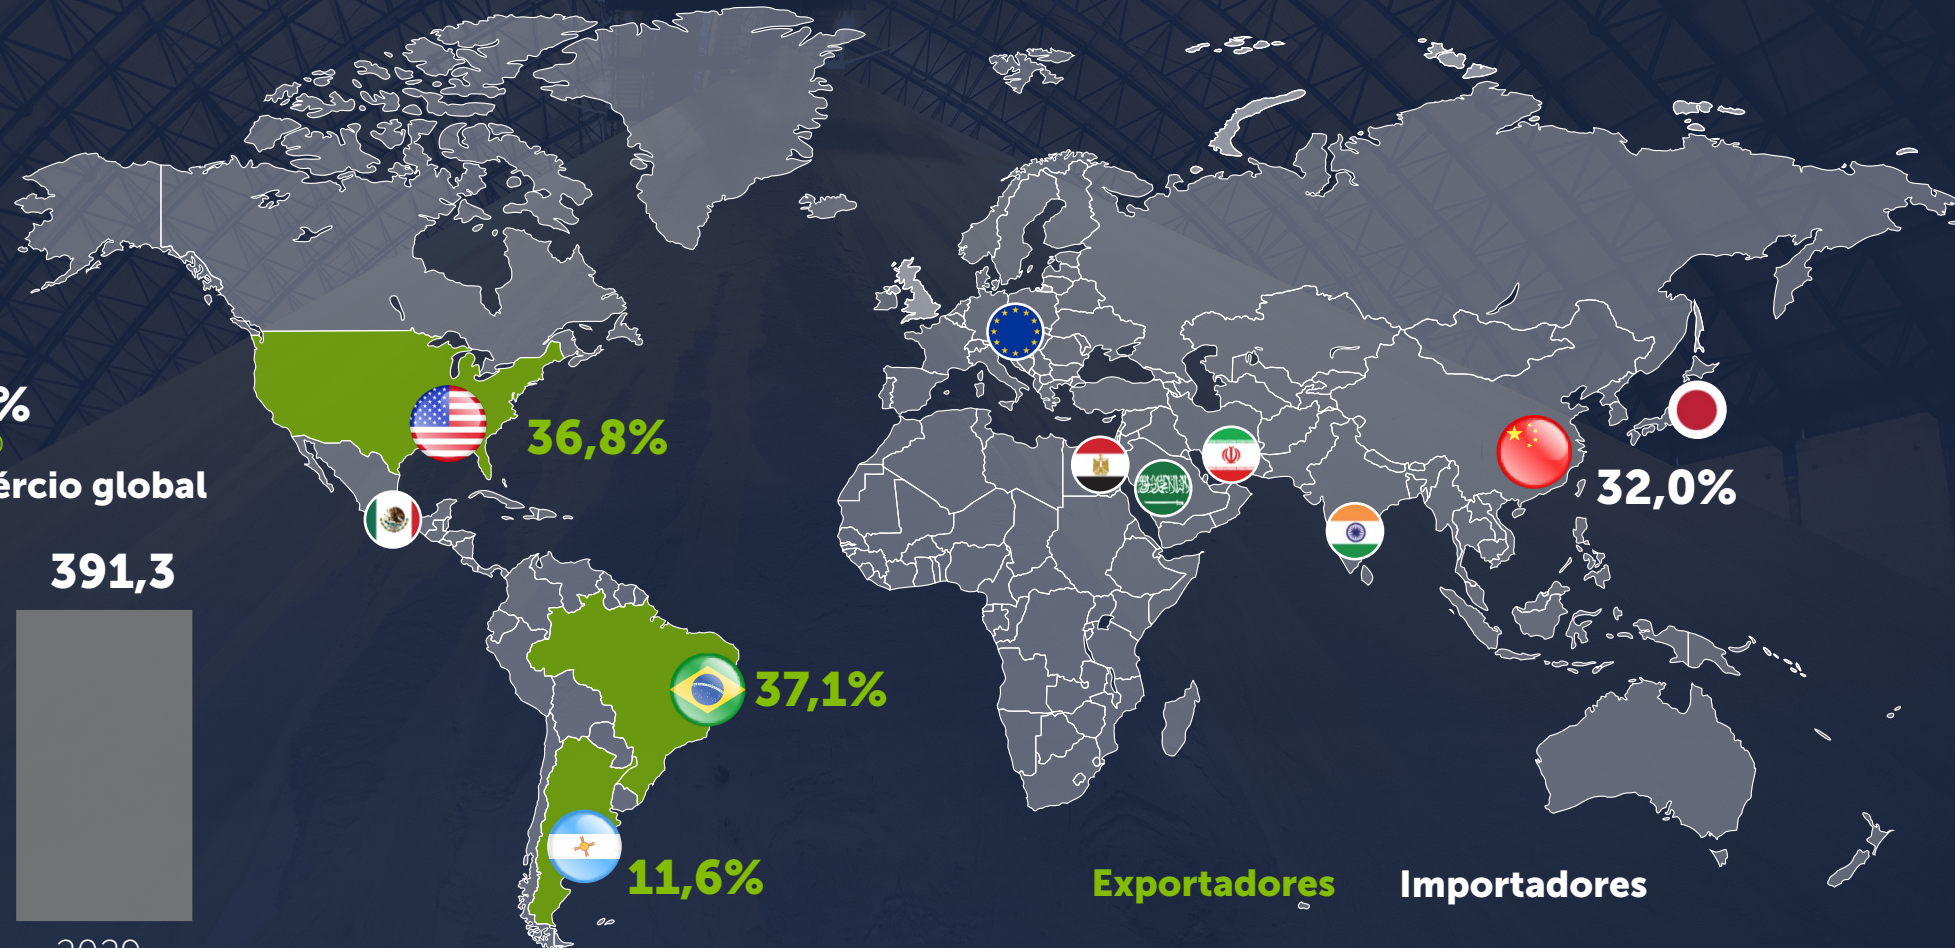 %
36,8%
ércio global
32,0%
391,3
37,1%
11,6%
Exportadores
Importadores